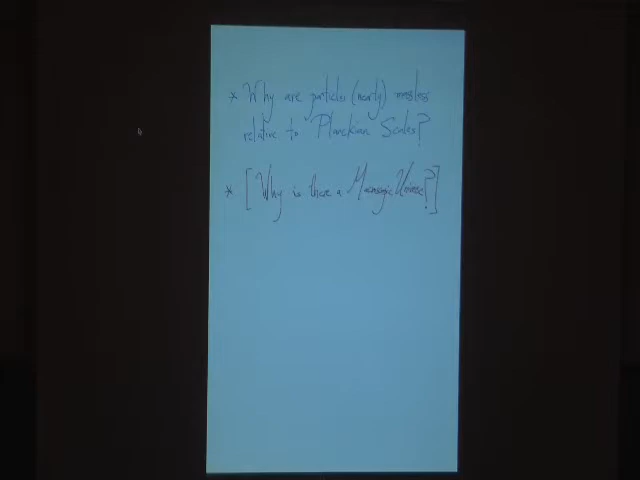 * Why are particles (nearly) massless
relative to Planckian Scales?
* [Why is there a Macroscopic Universe?]